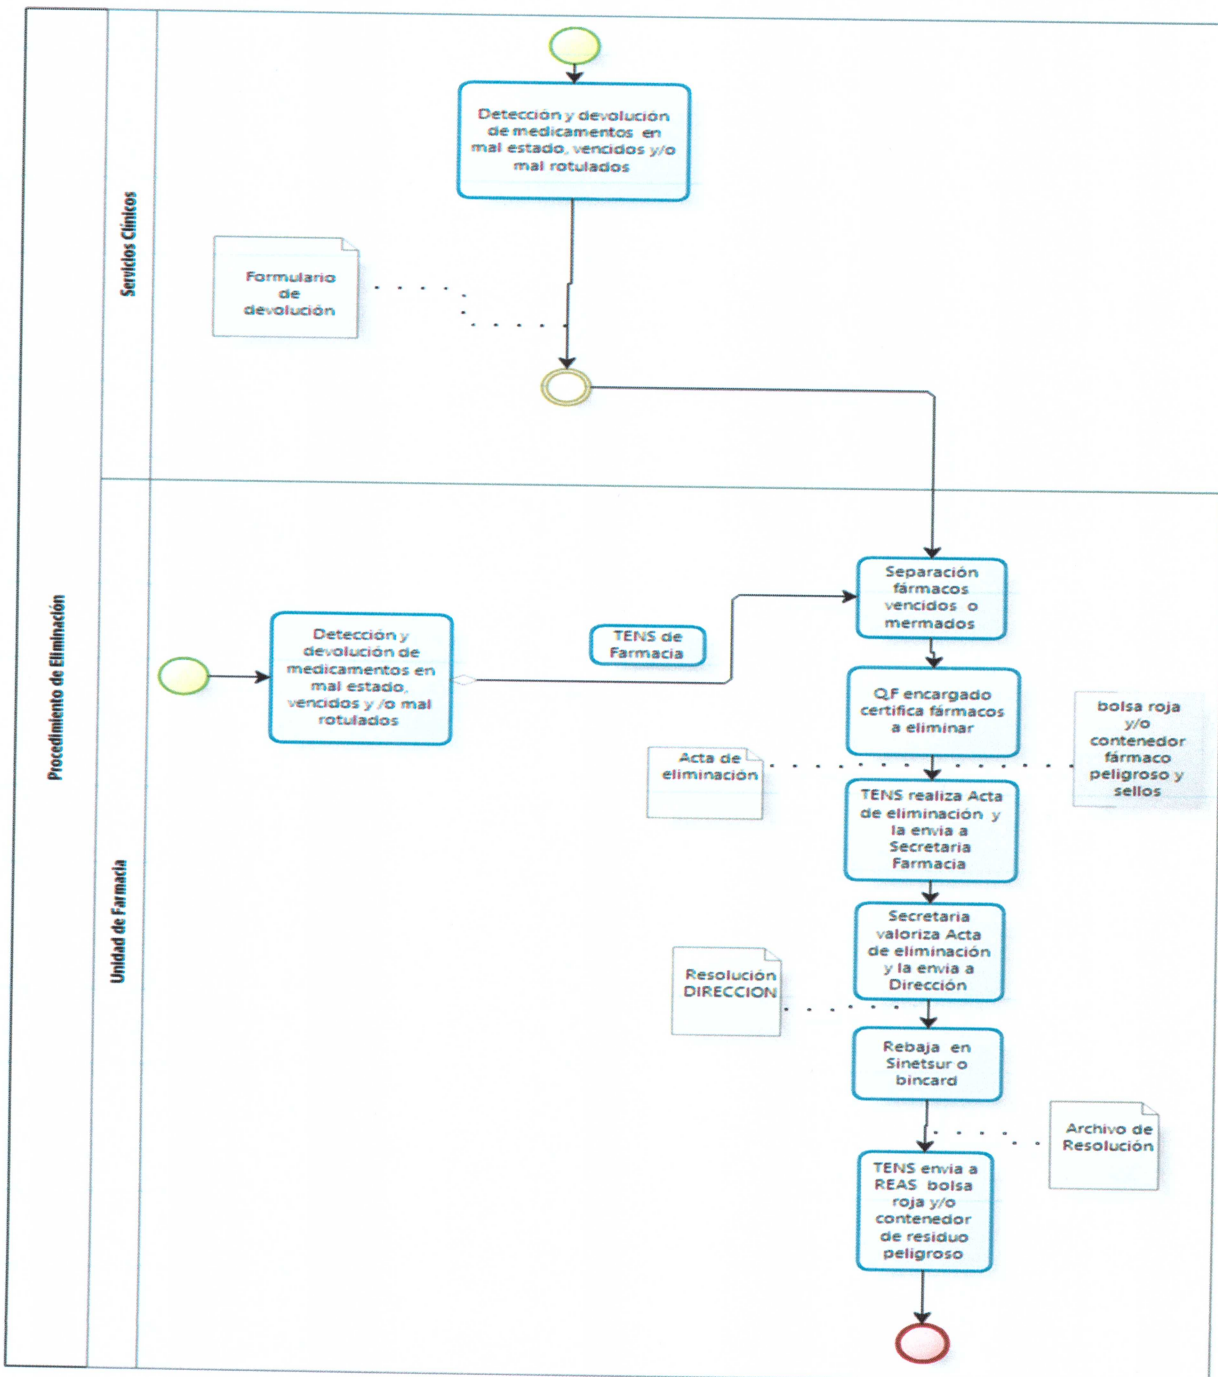 Procedimiento de Eliminación
Servicios Clínicos
Detección y devolución
de medicamentos en
mal estado, vencidos y/o
mal rotulados
Formulario
de
devolución
Unidad de Farmacia
Detección y
devolución de
medicamentos en
mal estado,
vencidos y /o mal
rotulados
TENS de
Farmacia
Separación
fármacos
vencidos o
mermados
Q.F encargado
certifica fármacos
a eliminar
bolsa roja
y/o
contenedor
fármaco
peligroso y
sellos
Acta de
eliminación
TENS realiza Acta
de eliminación y
la envia a
Secretaria
Farmacia
Secretaria
valoriza Acta
de eliminación
y la envia a
Dirección
Resolución
DIRECCION
Rebaja en
Sinetsur o
bincard
Archivo de
Resolución
TENS envia a
REAS bolsa
roja y/o
contenedor
de residuo
peligroso